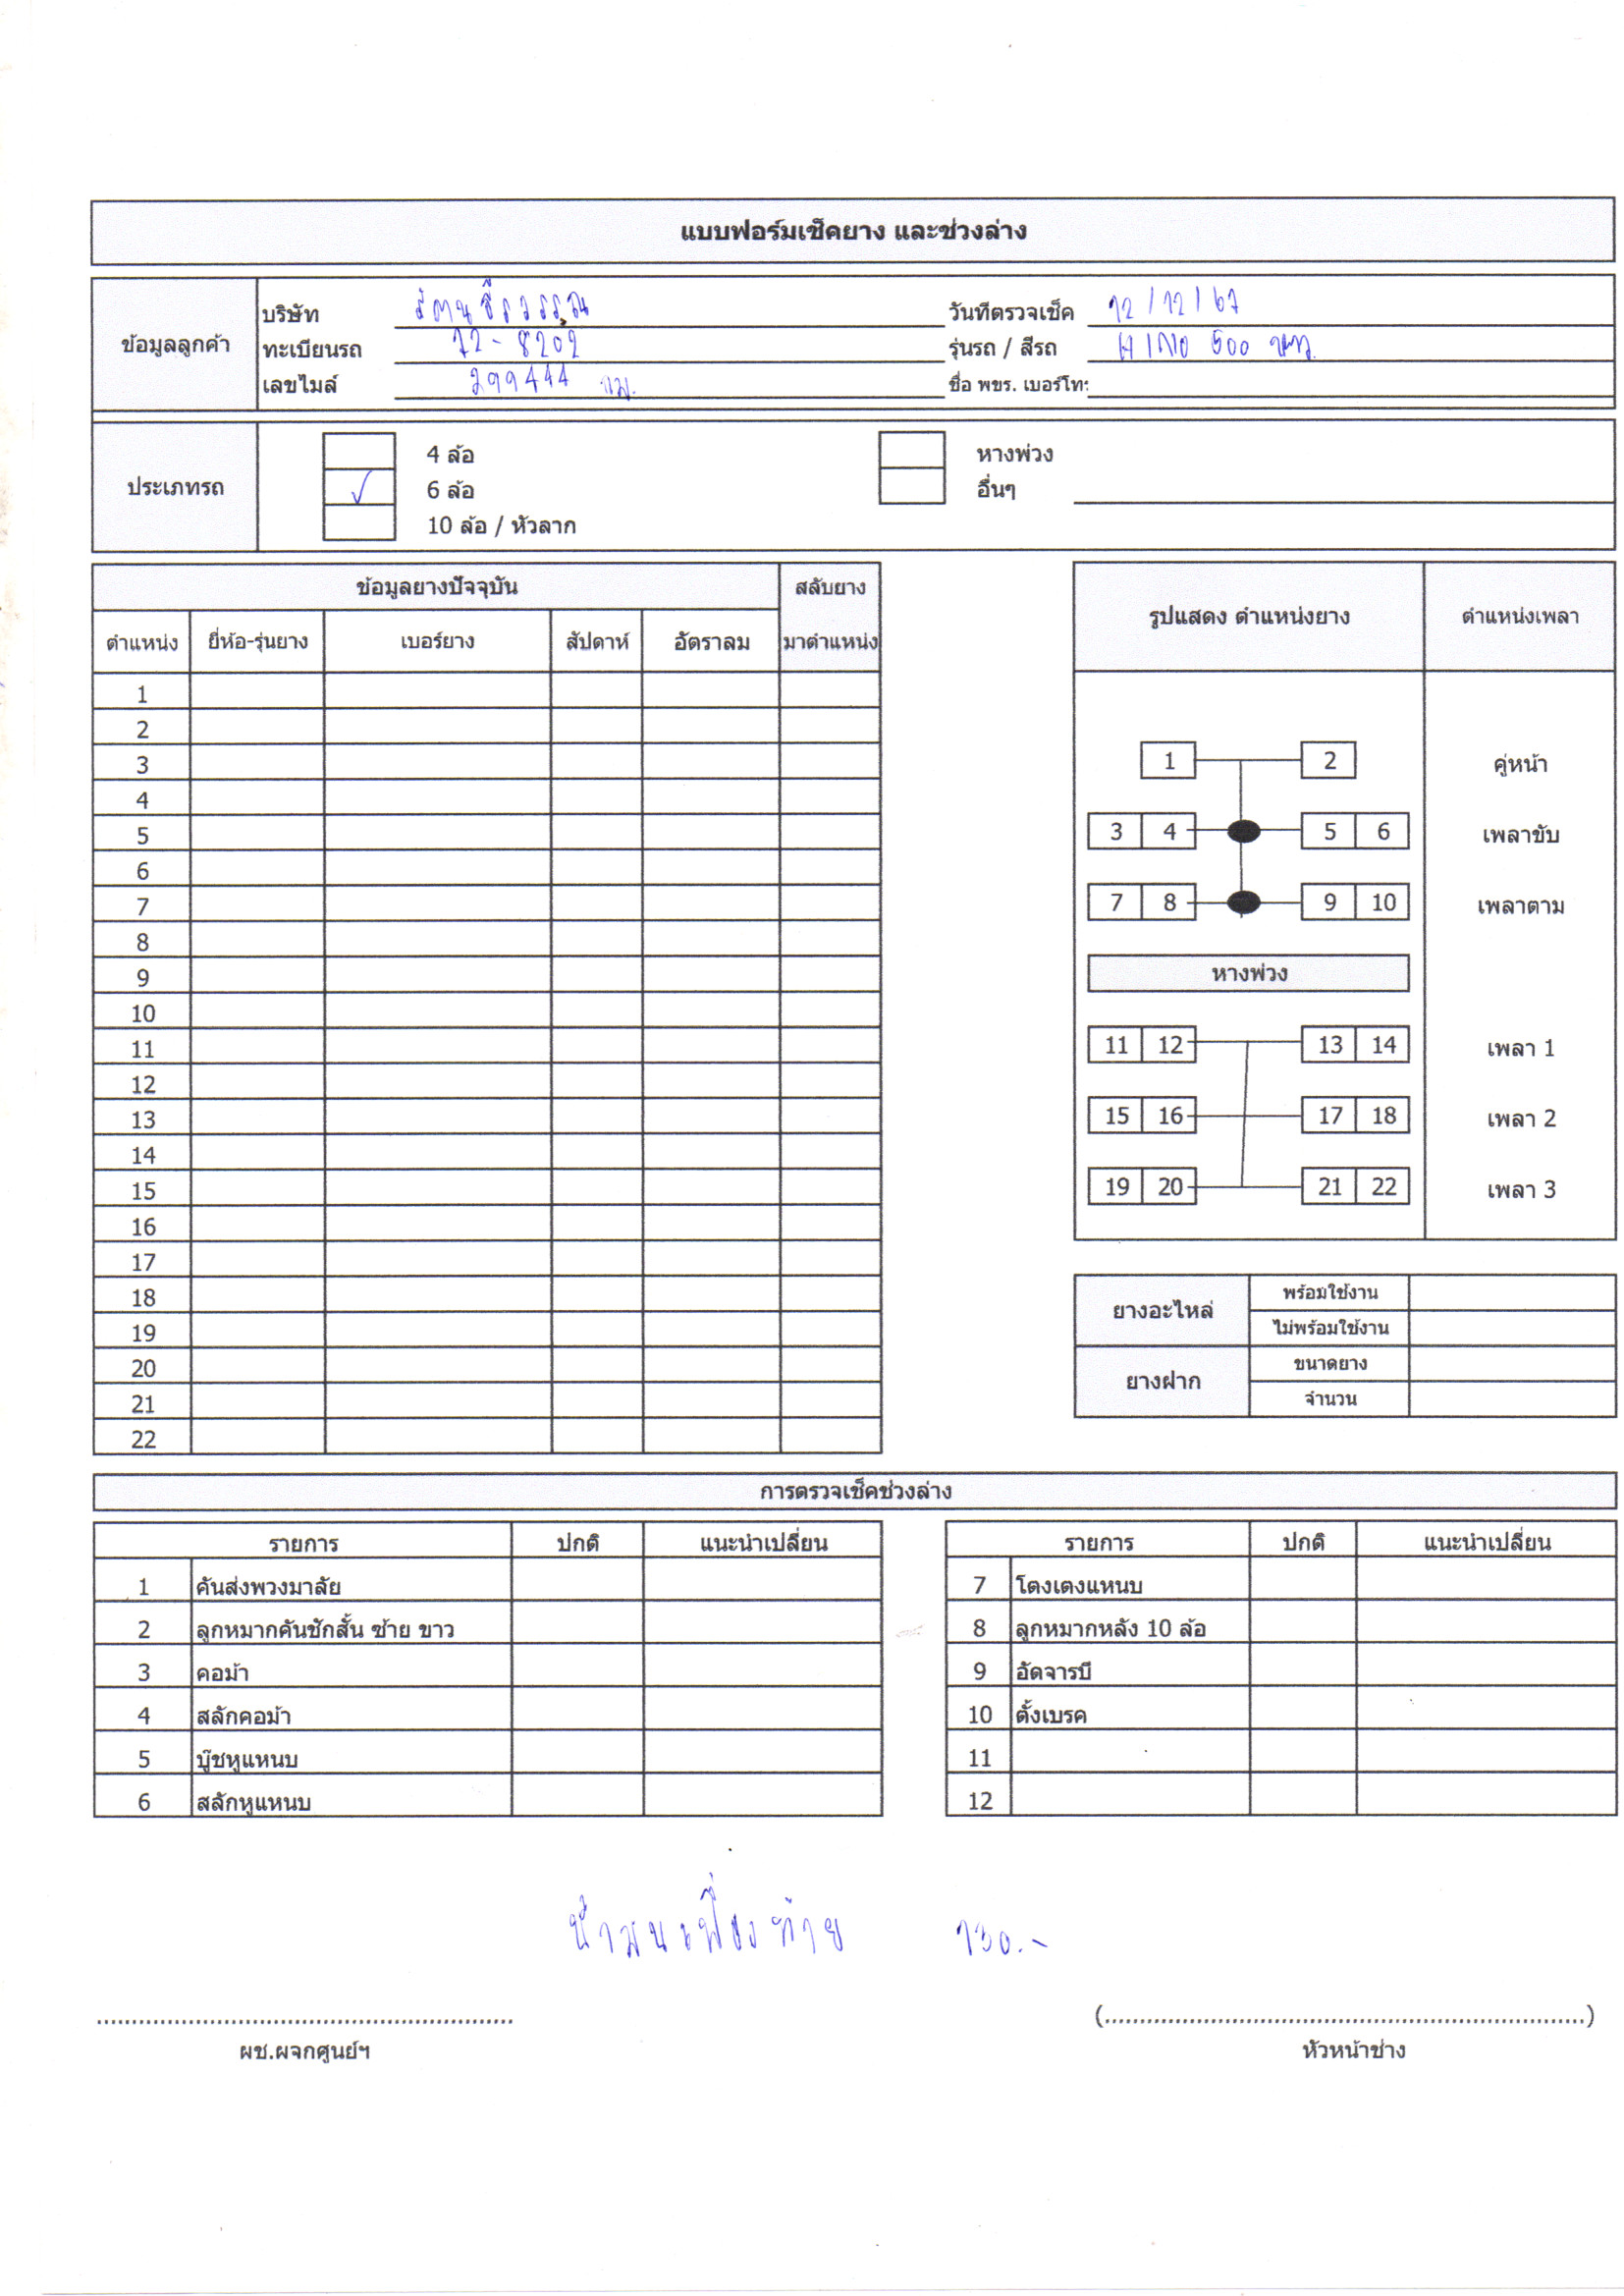 แบบฟอร์มเช็คยาง และช่วงล่าง
ข้อมูลลูกค้า
บริษัท วันที่ตรวจเช็ค 12/12/67
ทะเบียนรถ 72-8202 รุ่นรถ / สีรถ HINO 500 ขาว
เลขไมล์ 299444 กม. ชื่อ พขร. เบอร์โทร
ประเภทรถ
4 ล้อ หางพ่วง
6 ล้อ อื่นๆ
10 ล้อ / หัวลาก
ข้อมูลยางปัจจุบัน สลับยาง
ตำแหน่ง ยี่ห้อ-รุ่นยาง เบอร์ยาง สัปดาห์ อัตราลม มาตำแหน่ง
1
2
3
4
5
6
7
8
9
10
11
12
13
14
15
16
17
18
19
20
21
22
รูปแสดง ตำแหน่งยาง ตำแหน่งเพลา
1 2 คู่หน้า
3 4 5 6 เพลาขับ
7 8 9 10 เพลาตาม
หางพ่วง
11 12 13 14 เพลา 1
15 16 17 18 เพลา 2
19 20 21 22 เพลา 3
ยางอะไหล่ พร้อมใช้งาน
ไม่พร้อมใช้งาน
ยางฝาก ขนาดยาง
จำนวน
การตรวจเช็คช่วงล่าง
รายการ ปกติ แนะนำเปลี่ยน รายการ ปกติ แนะนำเปลี่ยน
1 คันส่งพวงมาลัย 7 โตงเตงแหนบ
2 ลูกหมากคันชักสั้น ซ้าย ขาว 8 ลูกหมากหลัง 10 ล้อ
3 คอม้า 9 อัดจารบี
4 สลักคอม้า 10 ตั้งเบรค
5 บู๊ชหูแหนบ 11
6 สลักหูแหนบ 12
น้ำมนเฟืองท้าย 130.-
(....................)
ผช.ผจกศูนย์ฯ หัวหน้าช่าง